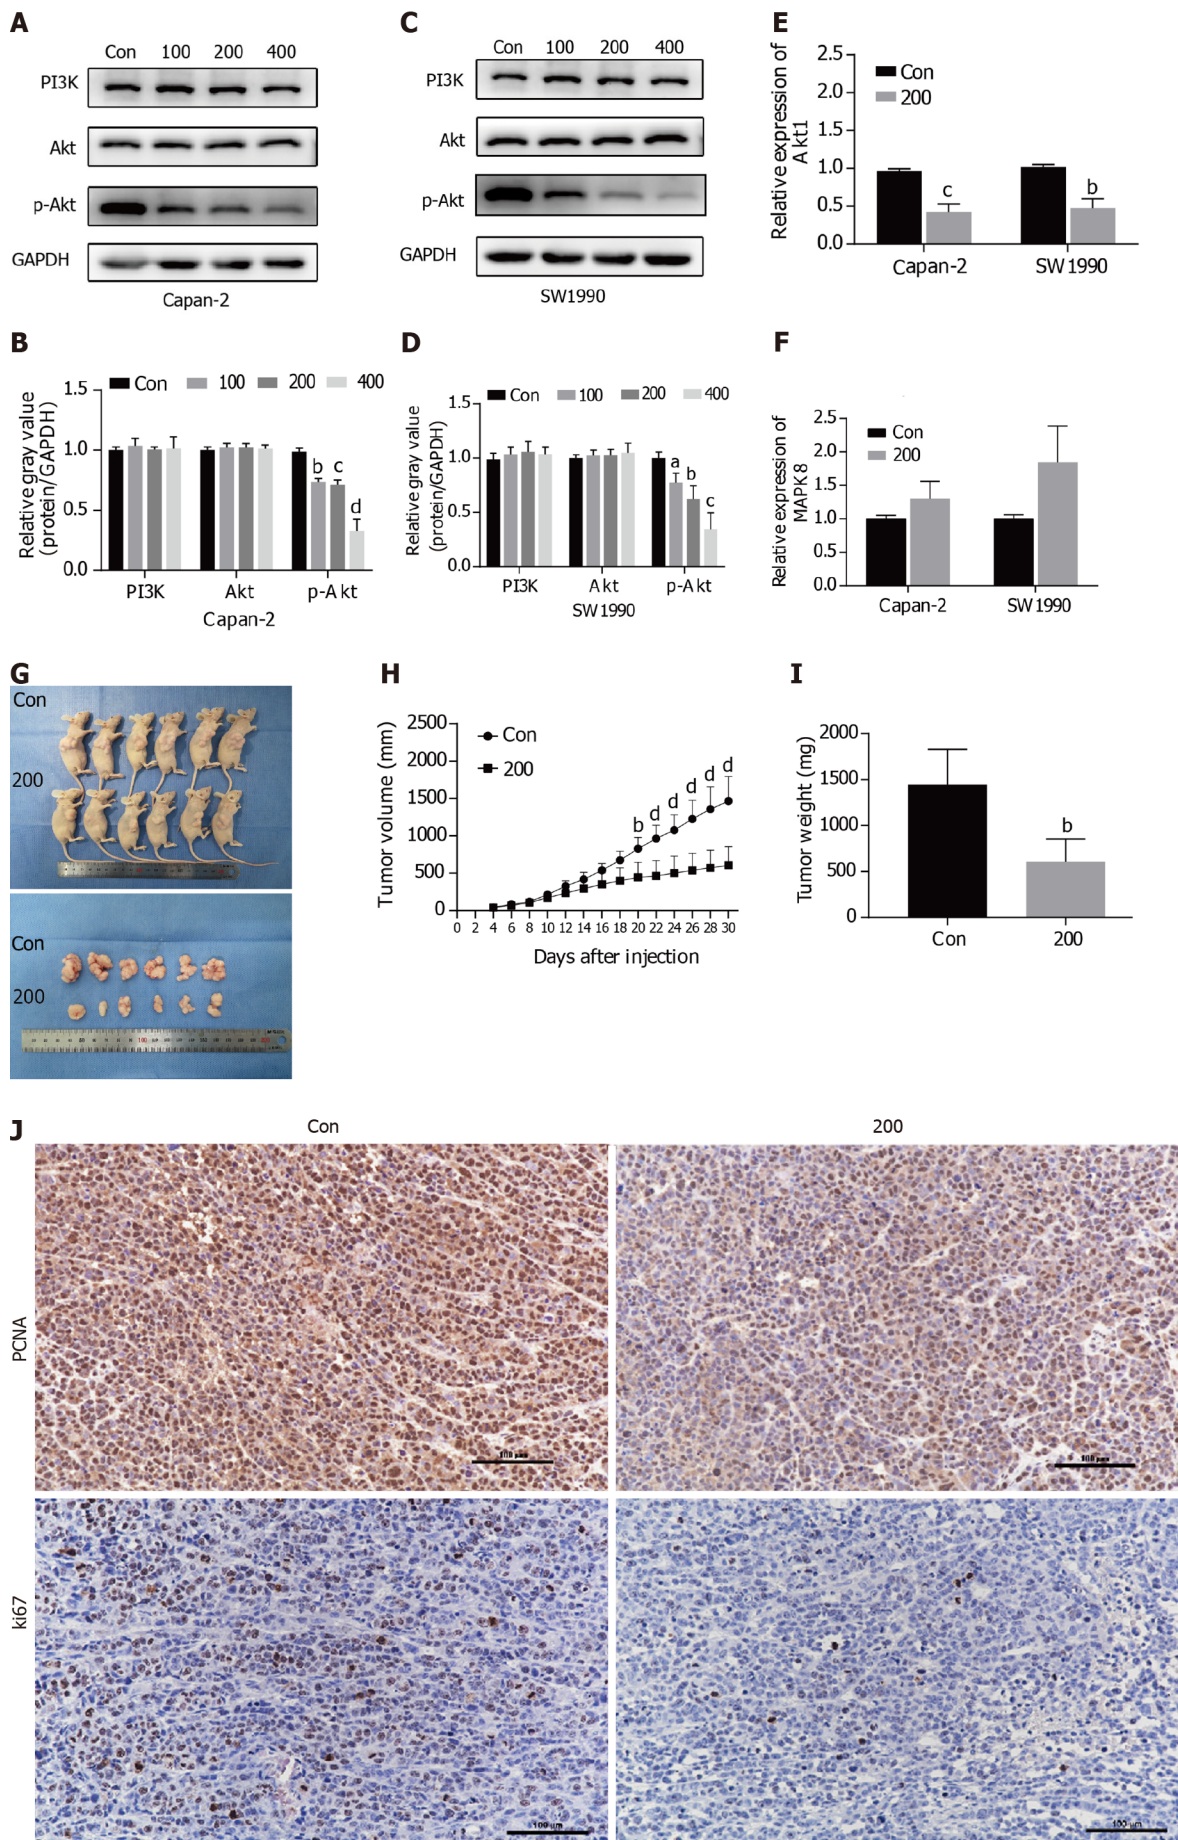 A
Con 100 200 400
PI3K
Akt
p-Akt
GAPDH
Capan-2
C
Con 100 200 400
PI3K
Akt
p-Akt
GAPDH
SW1990
E
Relative expression of
Akt1
2.5
2.0
1.5
1.0
0.5
0.0
Con
200
c
b
Capan-2 SW1990
B
Relative gray value
(protein/GAPDH)
1.5
1.0
0.5
0.0
Con 100 200 400
b c
d
PI3K Akt p-Akt
Capan-2
D
Relative gray value
(protein/GAPDH)
1.5
1.0
0.5
0.0
Con 100 200 400
a
b
c
PI3K Akt p-Akt
SW1990
F
Relative expression of
MAPK8
2.5
2.0
1.5
1.0
0.5
0.0
Con
200
Capan-2 SW1990
G
Con
200
Con
200
H
Tumor volume (mm)
2500
2000
1500
1000
500
0
Con
200
b d d d d d
0 2 4 6 8 10 12 14 16 18 20 22 24 26 28 30
Days after injection
I
Tumor weight (mg)
2000
1500
1000
500
0
b
Con 200
J
Con 200
PCNA
100 μm
100 μm
ki67
100 μm
100 μm